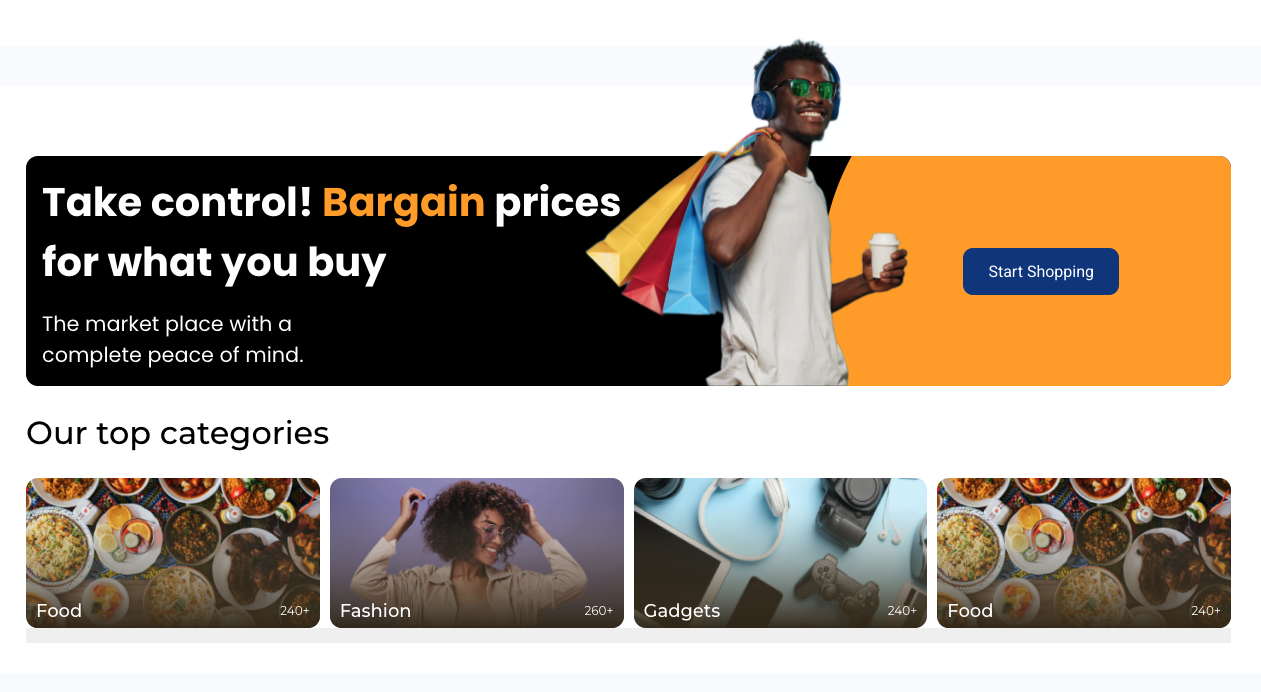 Take control! Bargain prices
for what you buy
The market place with a
complete peace of mind.
Start Shopping
Our top categories
Food 240+
Fashion 260+
Gadgets 240+
Food 240+